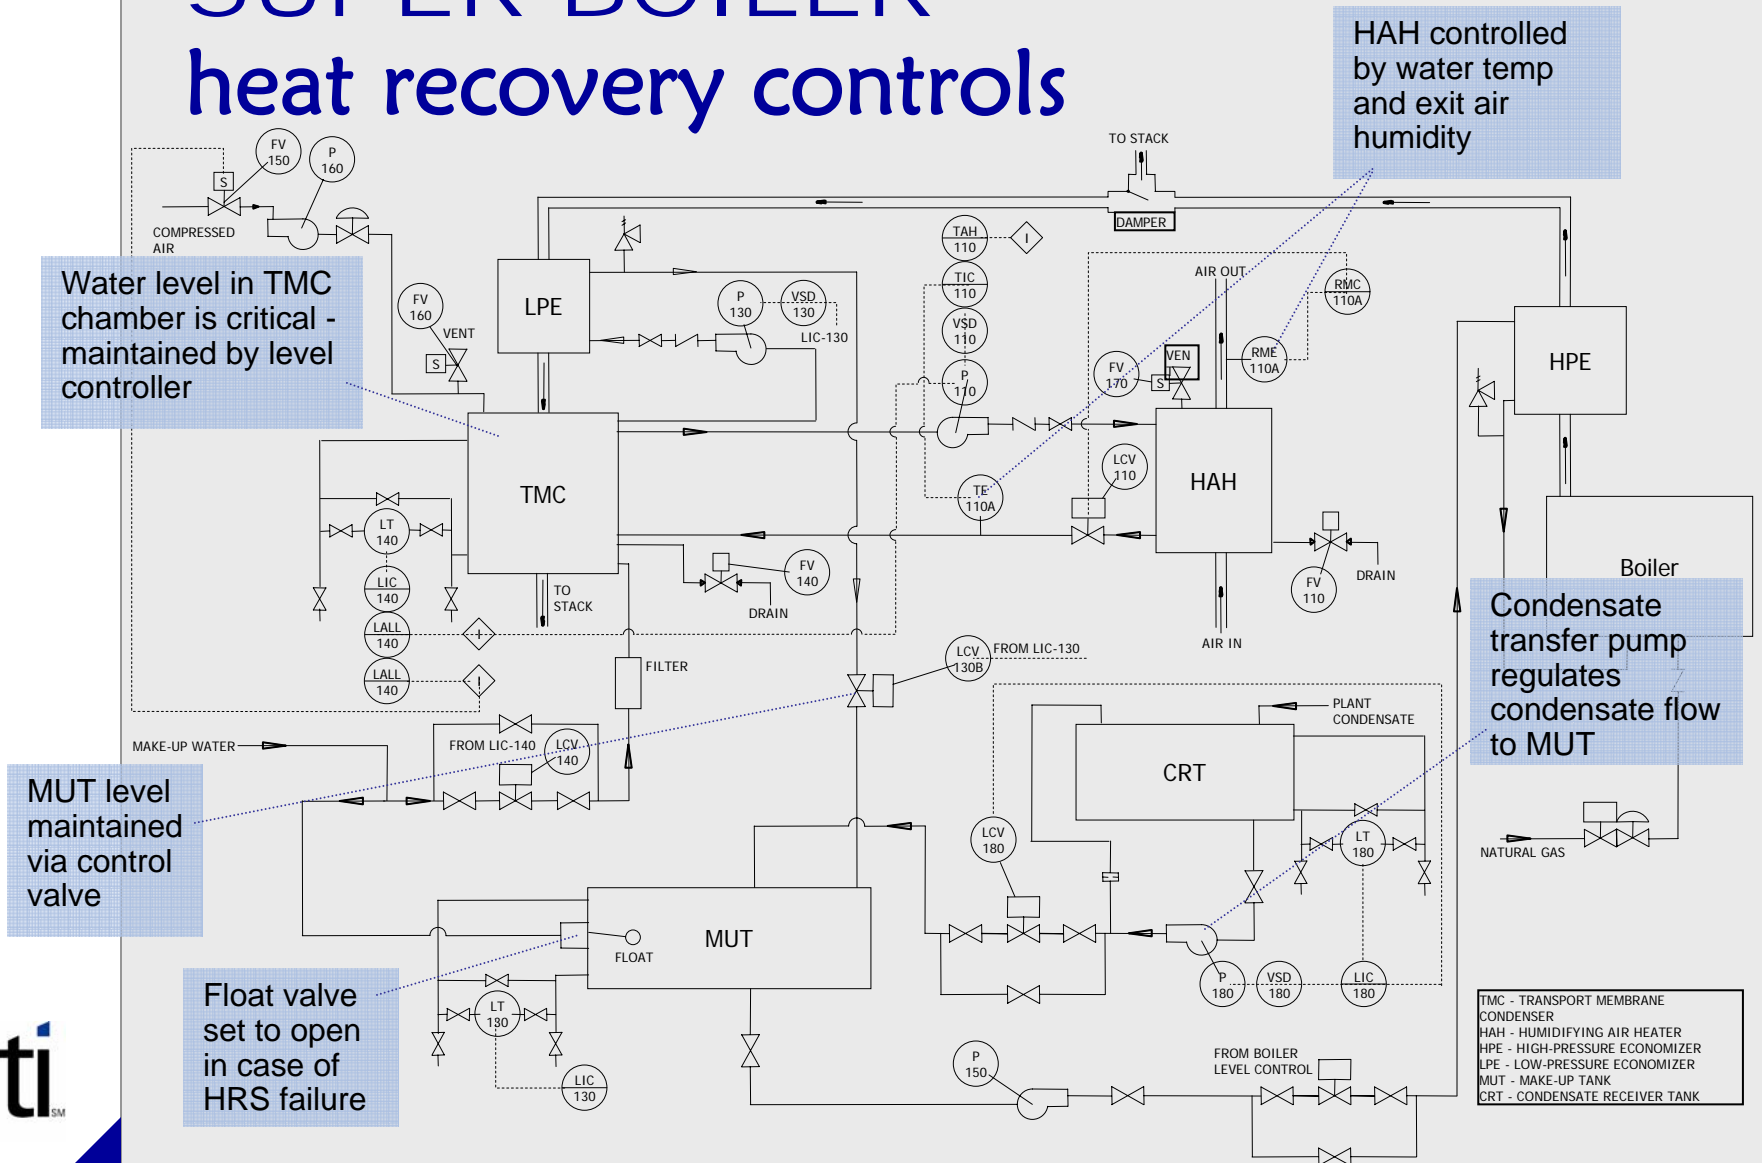 SUPER BOILER
heat recovery controls
HAH controlled
by water temp
and exit air
humidity
TO STACK
DAMPER
FV
150
P
160
S
COMPRESSED
AIR
Water level in TMC
chamber is critical -
maintained by level
controller
FV
160
VENT
S
LPE
P
130
VSD
130
LIC-130
TAH
110
I
TIC
110
VSD
110
P
110
AIR OUT
RMC
110A
RME
110A
VEN
FV
170
S
HPE
TMC
TE
110A
LCV
110
HAH
LT
140
LIC
140
LALL
140
I
LALL
140
I
TO
STACK
FV
140
DRAIN
FV
110
DRAIN
AIR IN
Boiler
Condensate
transfer pump
regulates
condensate flow
to MUT
FILTER
LCV
130B
FROM LIC-130
MAKE-UP WATER
FROM LIC-140
LCV
140
PLANT
CONDENSATE
CRT
MUT level
maintained
via control
valve
LCV
180
LT
180
NATURAL GAS
MUT
FLOAT
P
180
VSD
180
LIC
180
Float valve
set to open
in case of
HRS failure
LT
130
LIC
130
P
150
FROM BOILER
LEVEL CONTROL
TMC - TRANSPORT MEMBRANE
CONDENSER
HAH - HUMIDIFYING AIR HEATER
HPE - HIGH-PRESSURE ECONOMIZER
LPE - LOW-PRESSURE ECONOMIZER
MUT - MAKE-UP TANK
CRT - CONDENSATE RECEIVER TANK
ti
SM